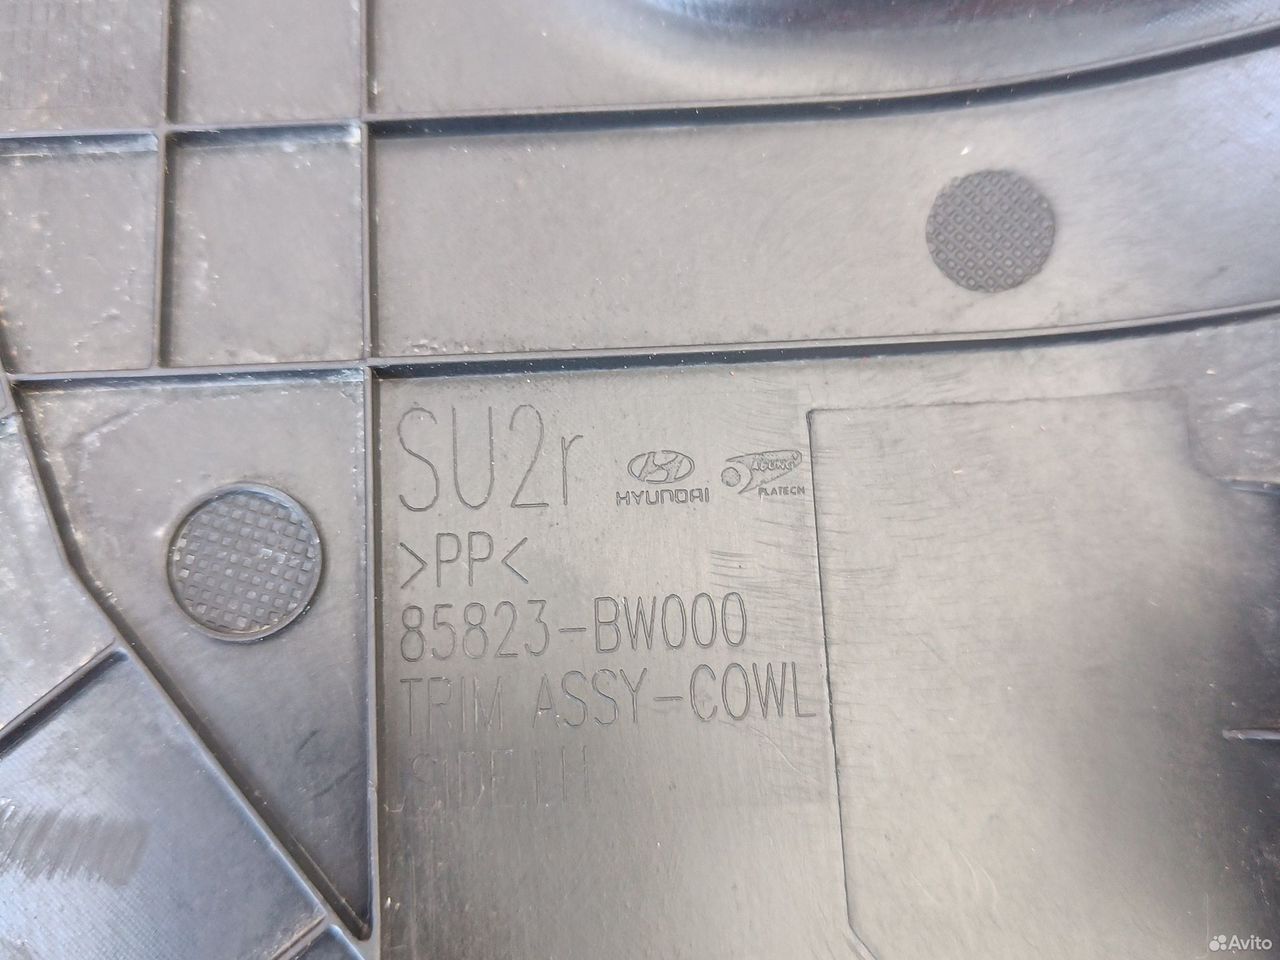 SU2r
HYUNDAI
PLATECH
>PP<
85823-BW000
TRIM ASSY-COWL
SIDE LH
Avito